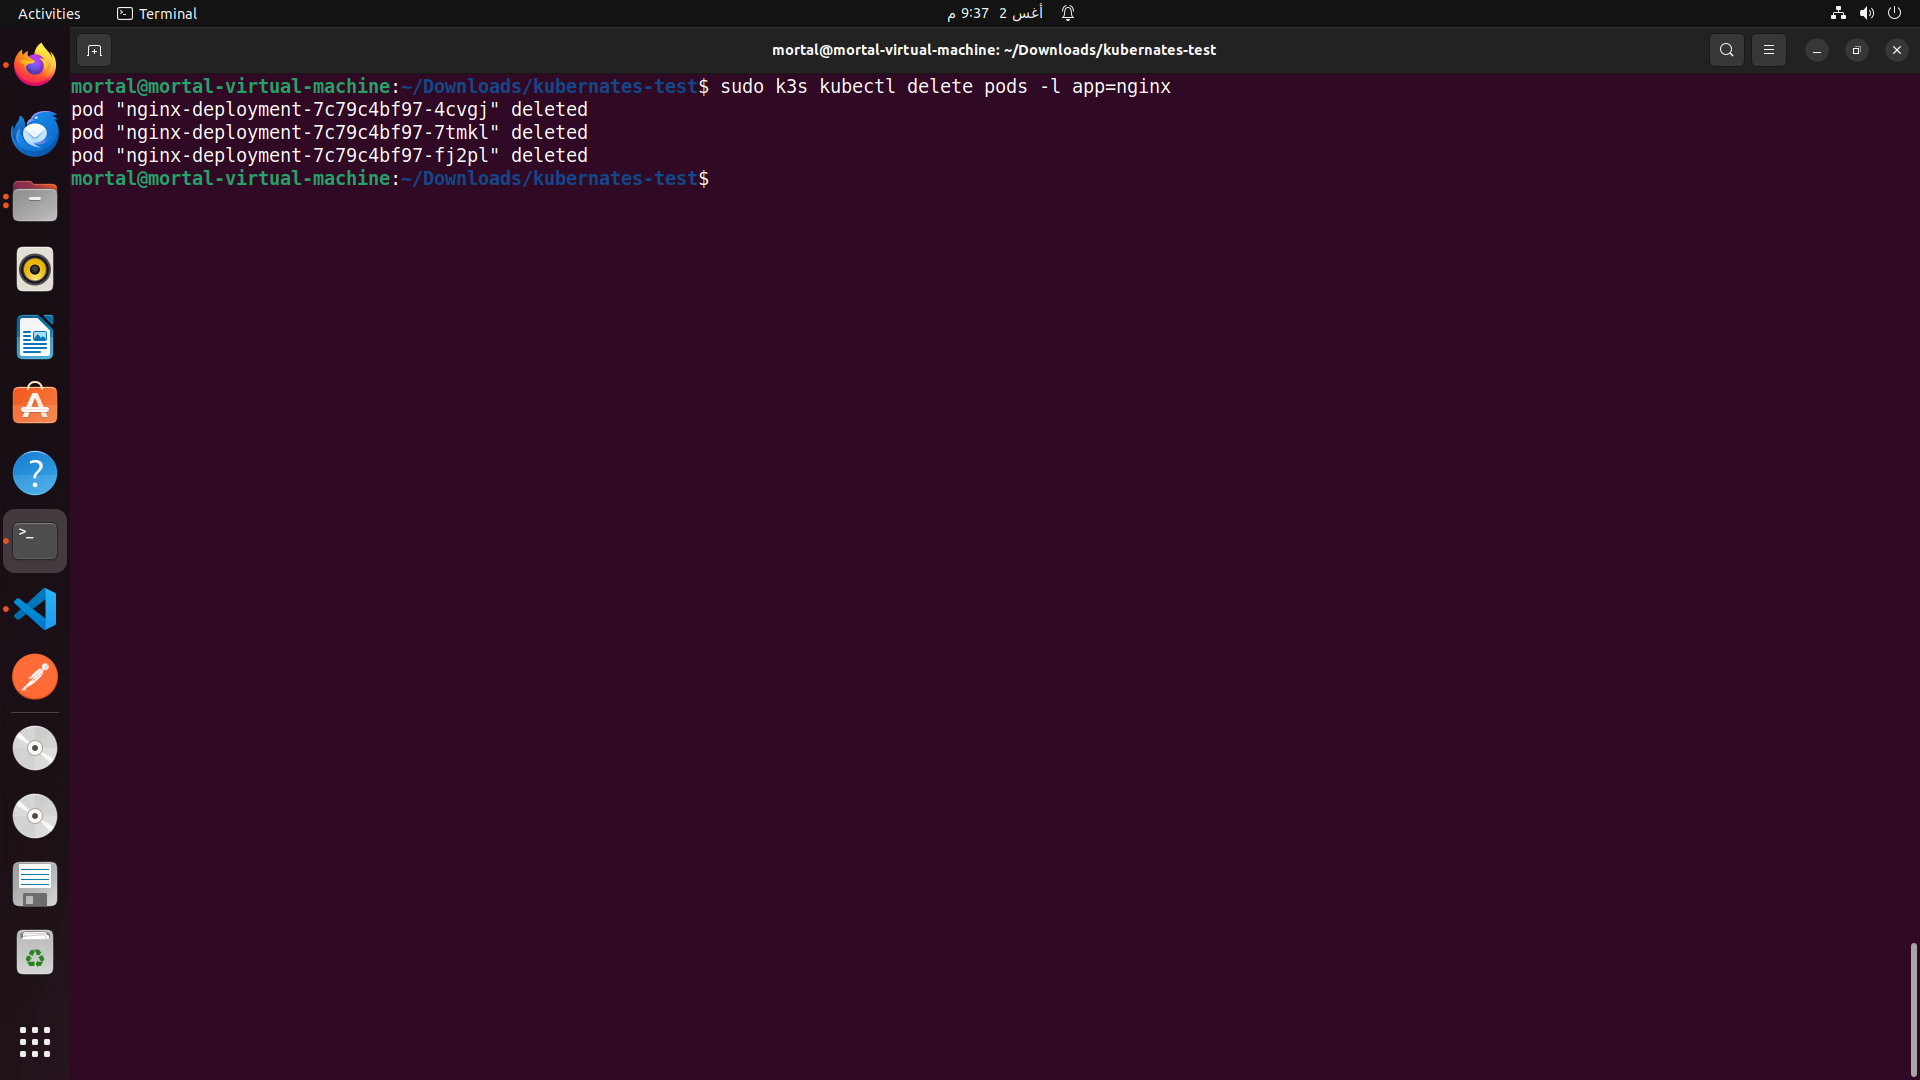 Activities Terminal أغس 2 9:37 م
mortal@mortal-virtual-machine: ~/Downloads/kubernates-test
mortal@mortal-virtual-machine:~/Downloads/kubernates-test$ sudo k3s kubectl delete pods -l app=nginx
pod "nginx-deployment-7c79c4bf97-4cvgj" deleted
pod "nginx-deployment-7c79c4bf97-7tmkl" deleted
pod "nginx-deployment-7c79c4bf97-fj2pl" deleted
mortal@mortal-virtual-machine:~/Downloads/kubernates-test$